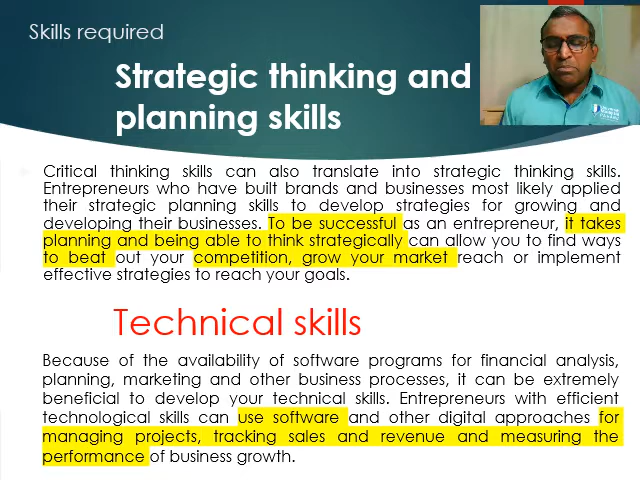 Skills required
Strategic thinking and
planning skills
Critical thinking skills can also translate into strategic thinking skills.
Entrepreneurs who have built brands and businesses most likely applied
their strategic planning skills to develop strategies for growing and
developing their businesses. To be successful as an entrepreneur, it takes
planning and being able to think strategically can allow you to find ways
to beat out your competition, grow your market reach or implement
effective strategies to reach your goals.
Technical skills
Because of the availability of software programs for financial analysis,
planning, marketing and other business processes, it can be extremely
beneficial to develop your technical skills. Entrepreneurs with efficient
technological skills can use software and other digital approaches for
managing projects, tracking sales and revenue and measuring the
performance of business growth.